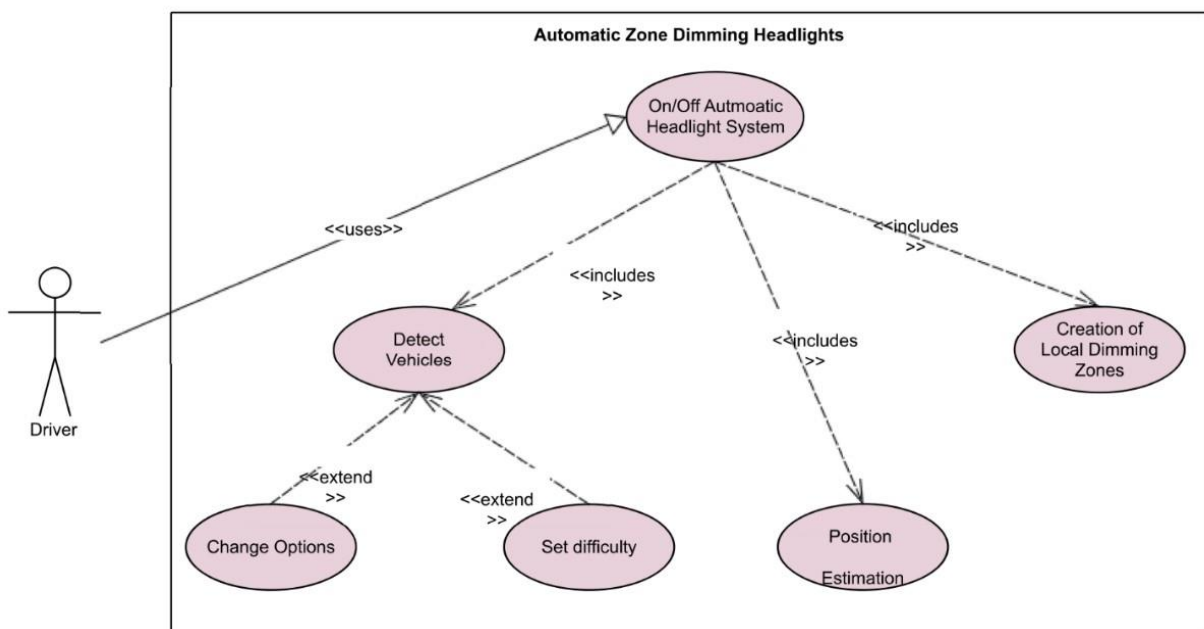 Automatic Zone Dimming Headlights
On/Off Autmoatic
Headlight System
<<uses>>
<<includes
>>
<<includes
>>
<<includes
>>
Detect
Vehicles
Creation of
Local Dimming
Zones
Driver
<<extend
>>
<<extend
>>
Change Options
Set difficulty
Position
Estimation